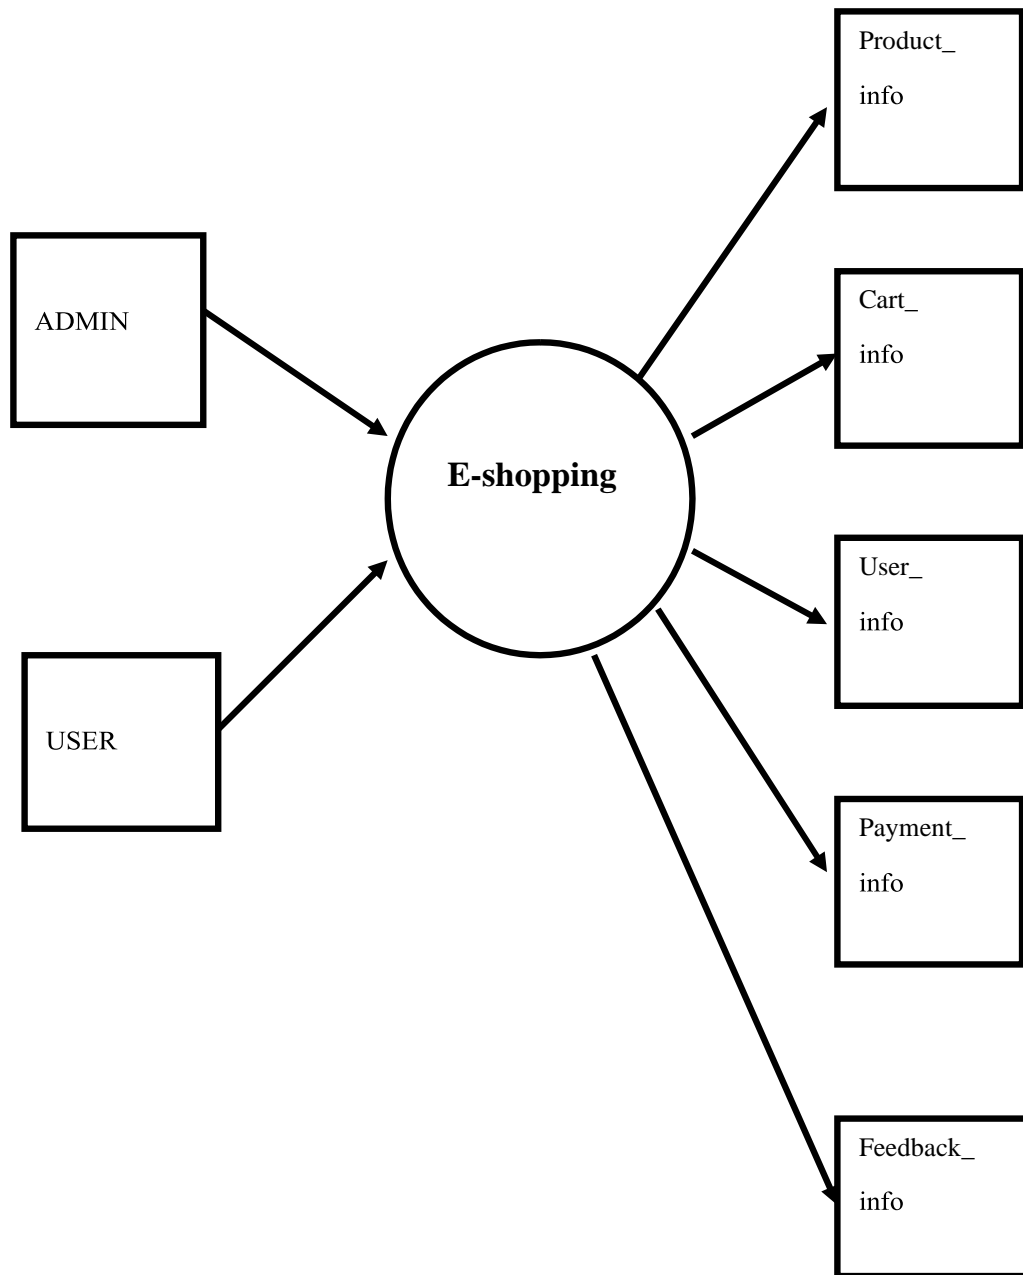 Product_
info
ADMIN
Cart_
info
E-shopping
User_
info
USER
Payment_
info
Feedback_
info